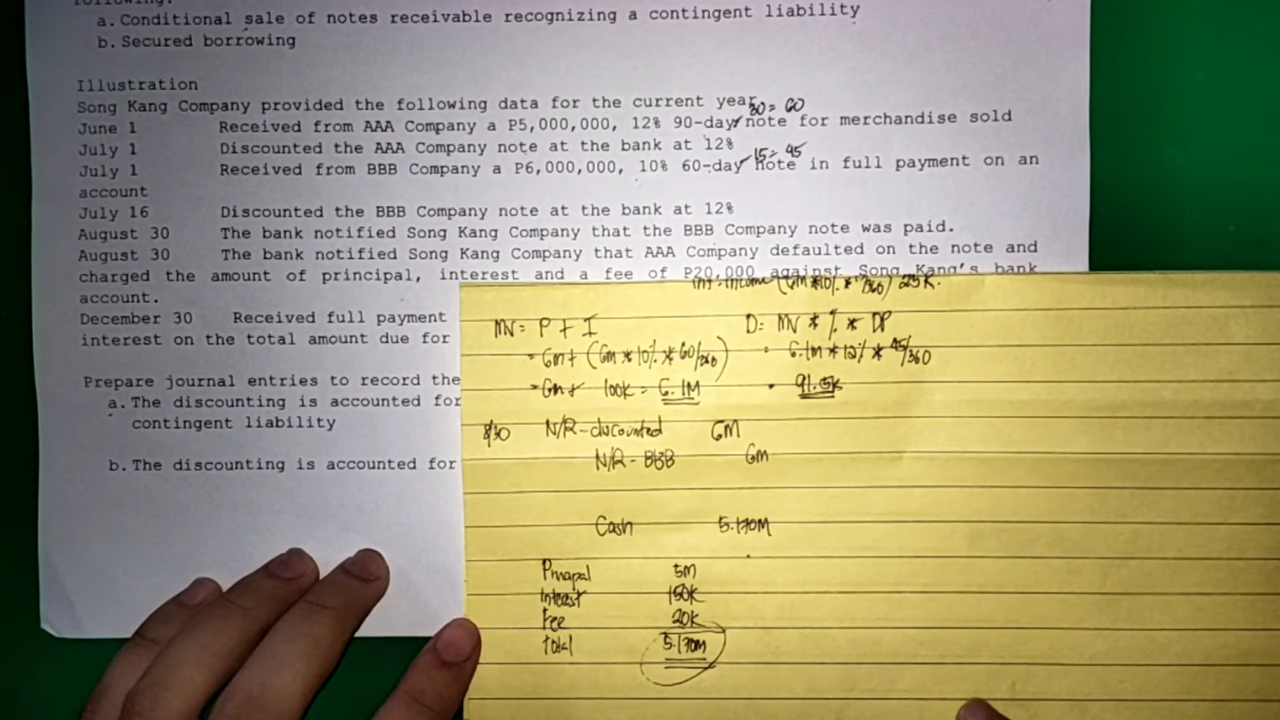 a. Conditional sale of notes receivable recognizing a contingent liability
b. Secured borrowing
Illustration
Song Kang Company provided the following data for the current year
30 = 60
June 1 Received from AAA Company a P5,000,000, 12% 90-day note for merchandise sold
July 1 Discounted the AAA Company note at the bank at 12%
15 = 45
July 1 Received from BBB Company a P6,000,000, 10% 60-day note in full payment on an
account
July 16 Discounted the BBB Company note at the bank at 12%
August 30 The bank notified Song Kang Company that the BBB Company note was paid.
August 30 The bank notified Song Kang Company that AAA Company defaulted on the note and
charged the amount of principal, interest and a fee of P20,000 against Song Kang's bank
account.
December 30 Received full payment
interest on the total amount due for
Prepare journal entries to record the
a. The discounting is accounted for
contingent liability
b. The discounting is accounted for
(6M * 10% * /360) 25K.
MV = P + I D = MV * % * DP
= 6m + (6m * 10% * 60/360) = 6.1M * 12% * 45/360
= 6m + 100k = 6.1M = 91.5k
8/30 N/R-discounted 6M
N/R - BBB 6m
Cash 5.170M
Principal 5M
Interest 150K
Fee 20K
Total 5.170m